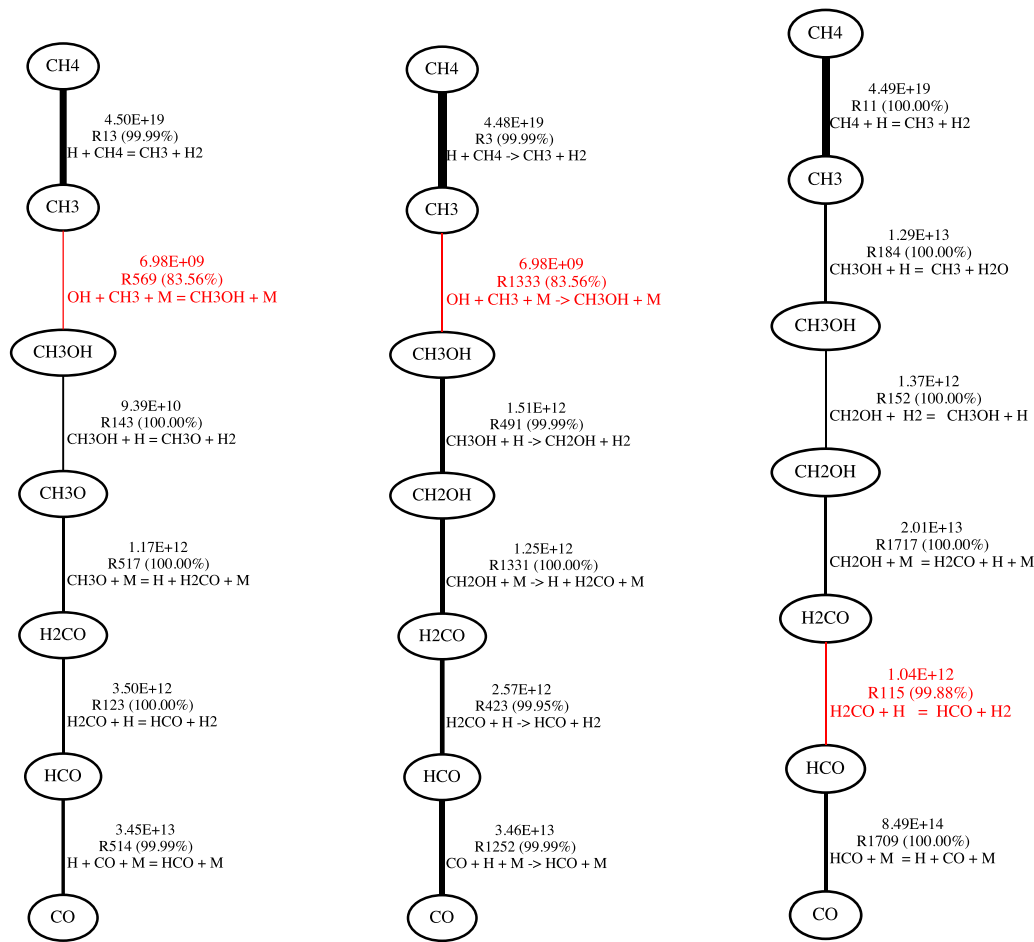 CH4
4.50E+19
R13 (99.99%)
H + CH4 = CH3 + H2
CH3
6.98E+09
R569 (83.56%)
OH + CH3 + M = CH3OH + M
CH3OH
9.39E+10
R143 (100.00%)
CH3OH + H = CH3O + H2
CH3O
1.17E+12
R517 (100.00%)
CH3O + M = H + H2CO + M
H2CO
3.50E+12
R123 (100.00%)
H2CO + H = HCO + H2
HCO
3.45E+13
R514 (99.99%)
H + CO + M = HCO + M
CO
CH4
4.48E+19
R3 (99.99%)
H + CH4 -> CH3 + H2
CH3
6.98E+09
R1333 (83.56%)
OH + CH3 + M -> CH3OH + M
CH3OH
1.51E+12
R491 (99.99%)
CH3OH + H -> CH2OH + H2
CH2OH
1.25E+12
R1331 (100.00%)
CH2OH + M -> H + H2CO + M
H2CO
2.57E+12
R423 (99.95%)
H2CO + H -> HCO + H2
HCO
3.46E+13
R1252 (99.99%)
CO + H + M -> HCO + M
CO
CH4
4.49E+19
R11 (100.00%)
CH4 + H = CH3 + H2
CH3
1.29E+13
R184 (100.00%)
CH3OH + H = CH3 + H2O
CH3OH
1.37E+12
R152 (100.00%)
CH2OH + H2 = CH3OH + H
CH2OH
2.01E+13
R1717 (100.00%)
CH2OH + M = H2CO + H + M
H2CO
1.04E+12
R115 (99.88%)
H2CO + H = HCO + H2
HCO
8.49E+14
R1709 (100.00%)
HCO + M = H + CO + M
CO